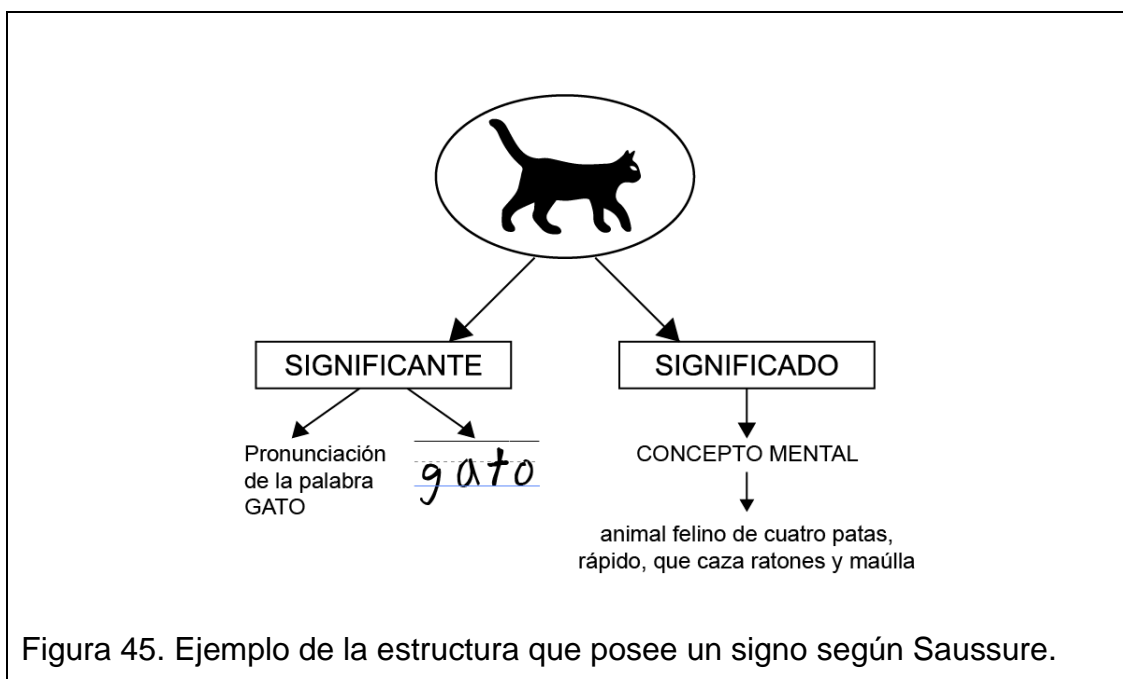 SIGNIFICANTE
SIGNIFICADO
Pronunciación
de la palabra
GATO
gato
CONCEPTO MENTAL
animal felino de cuatro patas,
rápido, que caza ratones y maúlla
Figura 45. Ejemplo de la estructura que posee un signo según Saussure.